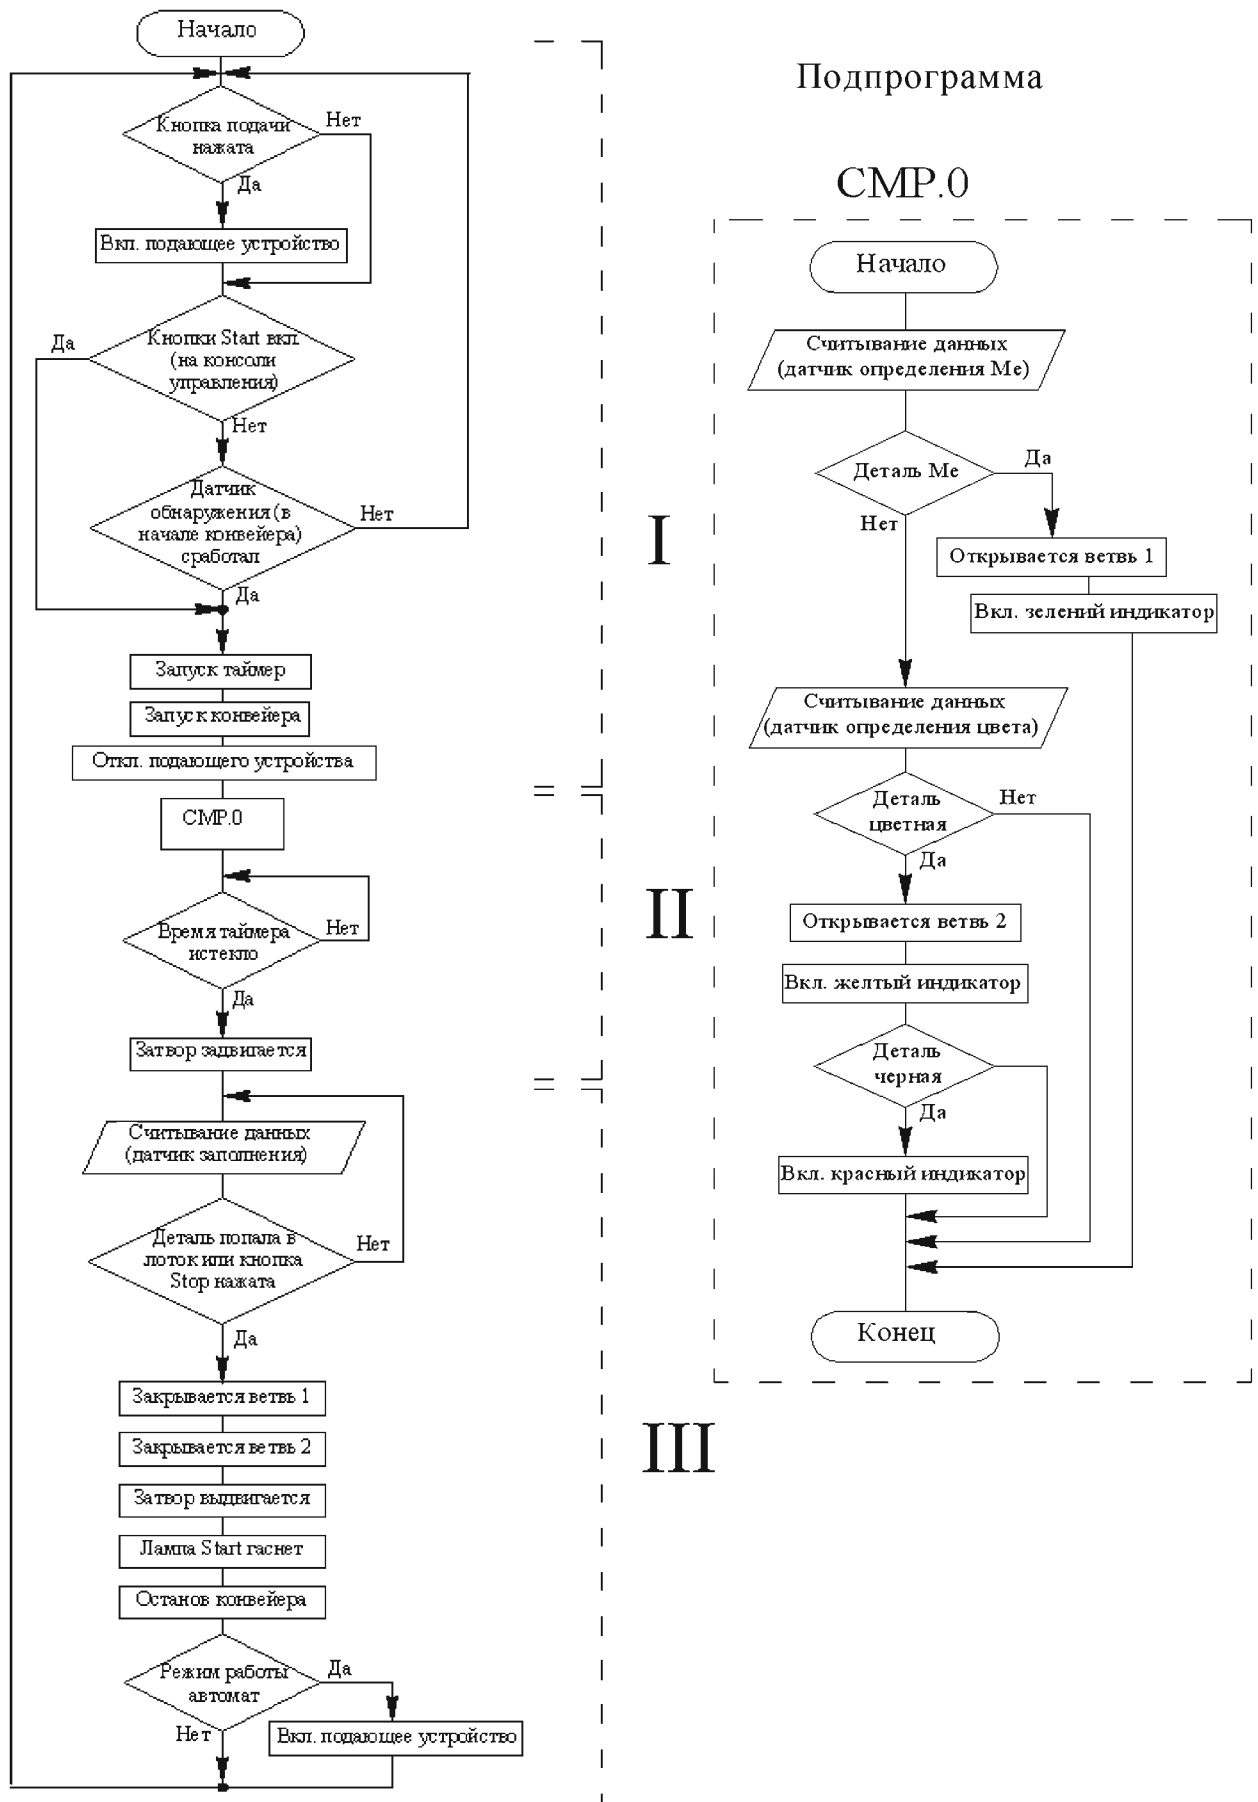 Начало
Кнопка подачи
нажата
Нет
Да
Вкл. подающее устройство
Да
Кнопки Start вкл.
(на консоли
управления)
Нет
Датчик
обнаружения (в
начале конвейера)
сработал
Нет
Да
Запуск таймер
Запуск конвейера
Откл. подающего устройства
СМР.0
Время таймера
истекло
Нет
Да
Затвор задвигается
Считывание данных
(датчик заполнения)
Деталь попала в
лоток или кнопка
Stop нажата
Нет
Да
Закрывается ветвь 1
Закрывается ветвь 2
Затвор выдвигается
Лампа Start гаснет
Останов конвейера
Режим работы
автомат
Да
Нет
Вкл. подающее устройство
I
II
III
Подпрограмма
СМР.0
Начало
Считывание данных
(датчик определения Ме)
Деталь Ме
Да
Нет
Открывается ветвь 1
Вкл. зелений индикатор
Считывание данных
(датчик определения цвета)
Деталь
цветная
Нет
Да
Открывается ветвь 2
Вкл. желтый индикатор
Деталь
черная
Да
Вкл. красный индикатор
Конец